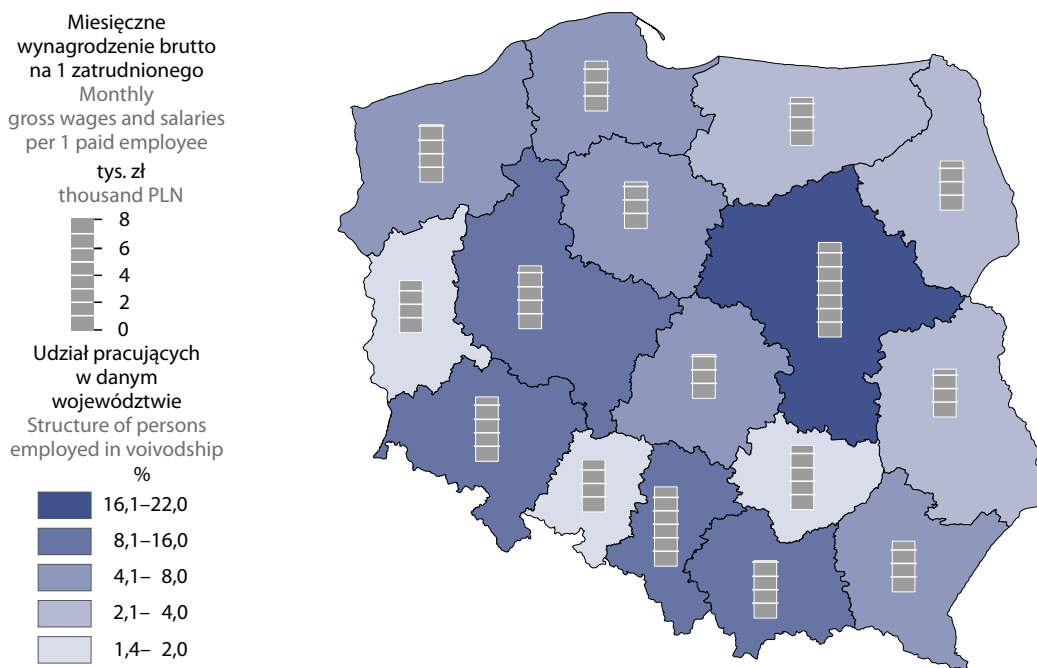 Miesięczne
wynagrodzenie brutto
na 1 zatrudnionego
Monthly
gross wages and salaries
per 1 paid employee
tys. zł
thousand PLN
8
6
4
2
0
Udział pracujących
w danym
województwie
Structure of persons
employed in voivodship
%
16,1–22,0
8,1–16,0
4,1– 8,0
2,1– 4,0
1,4– 2,0